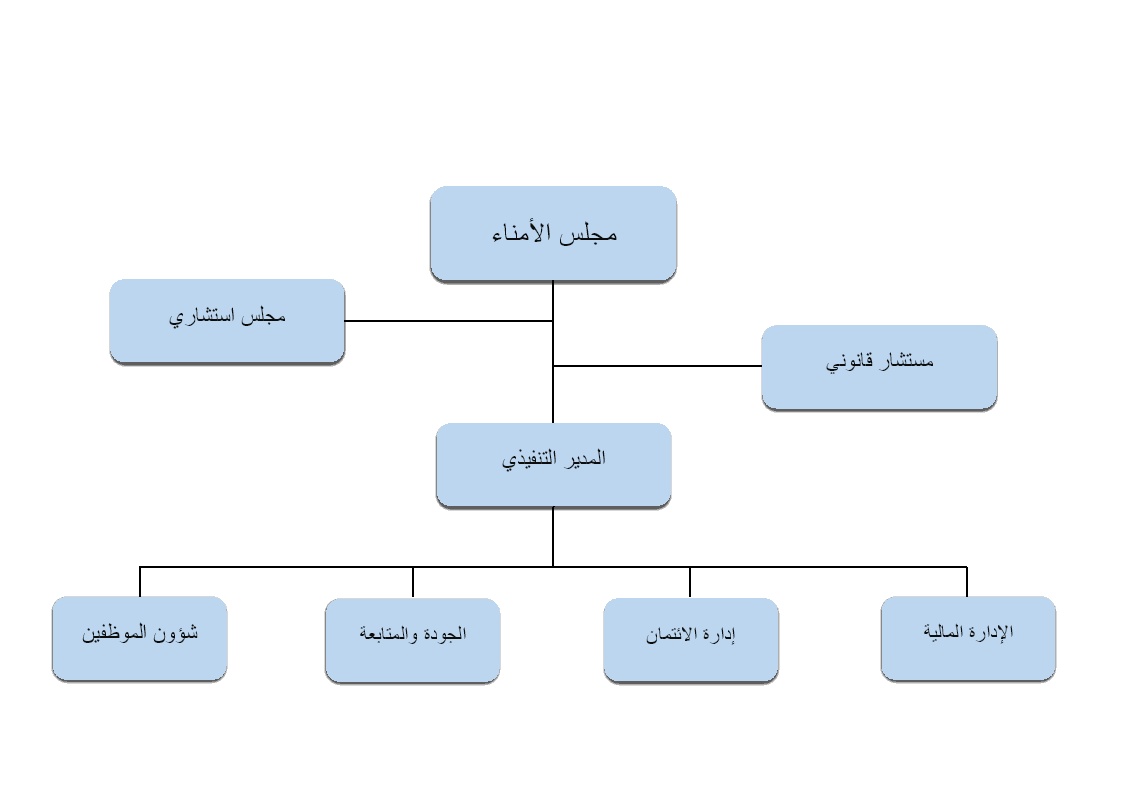 مجلس الأمناء
مجلس استشاري
مستشار قانوني
المدير التنفيذي
الإدارة المالية
إدارة الائتمان
الجودة والمتابعة
شؤون الموظفين